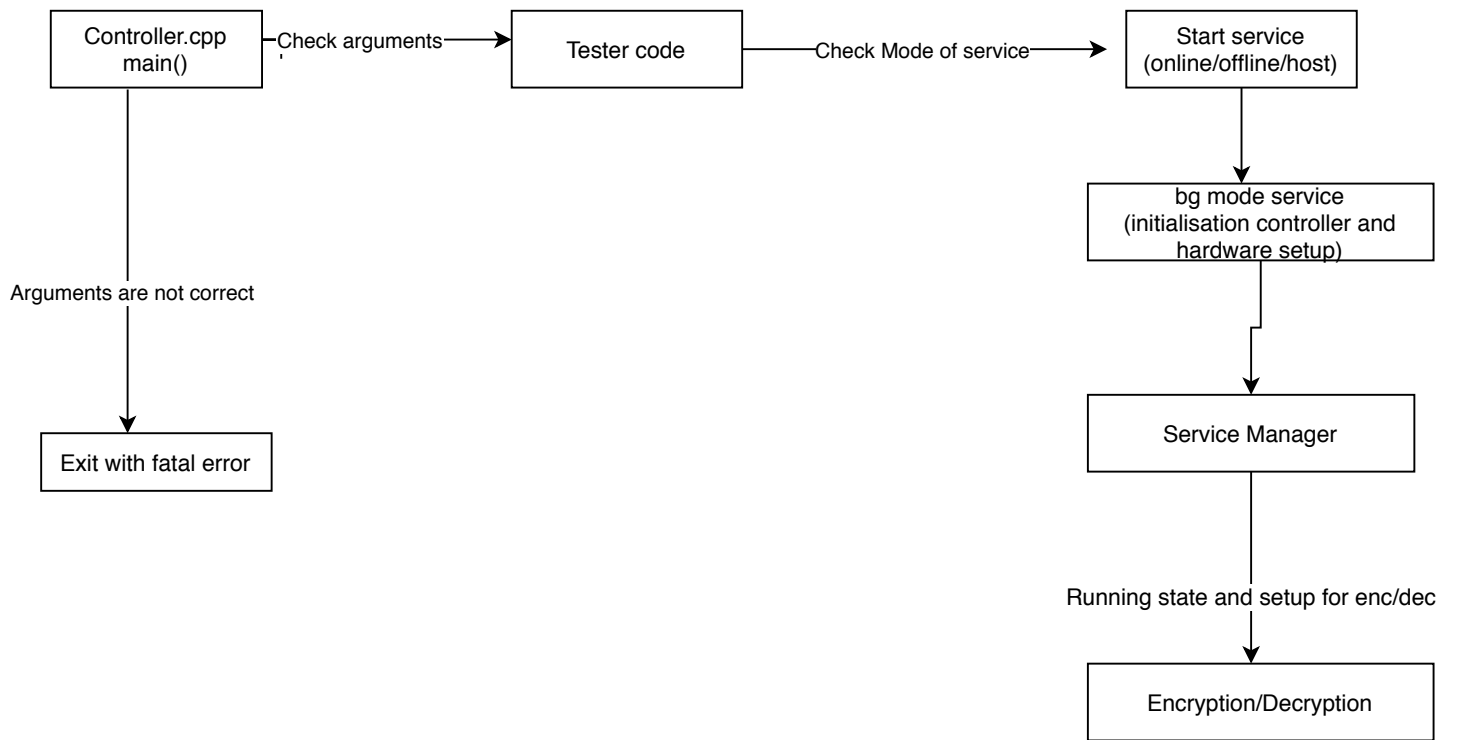 Controller.cpp
main()
Check arguments
Tester code
Check Mode of service
Start service
(online/offline/host)
bg mode service
(initialisation controller and
hardware setup)
Arguments are not correct
Service Manager
Exit with fatal error
Running state and setup for enc/dec
Encryption/Decryption